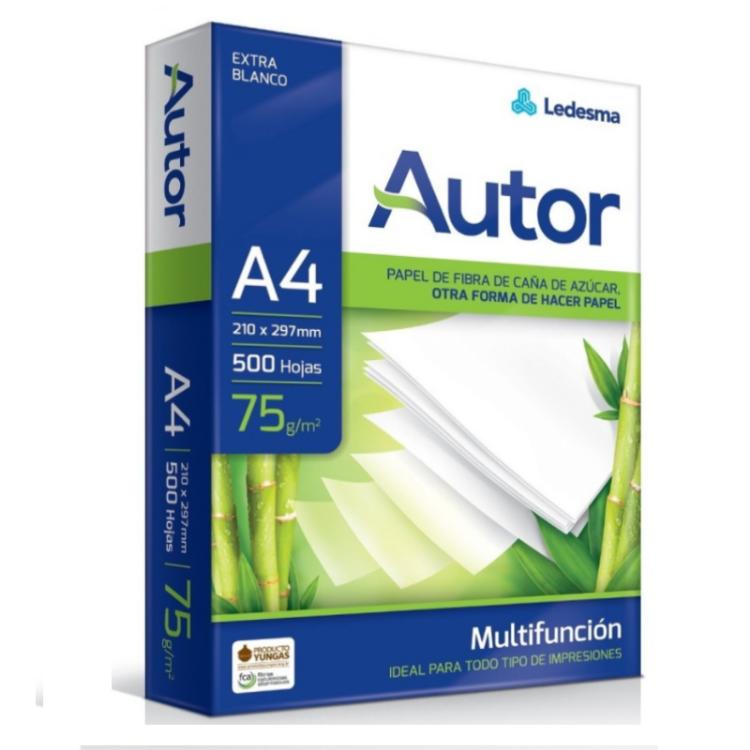 EXTRA
BLANCO
Ledesma
Autor
A4
210 x 297mm
500 Hojas
75 g/m²
PAPEL DE FIBRA DE CAÑA DE AZÚCAR,
OTRA FORMA DE HACER PAPEL
Multifunción
IDEAL PARA TODO TIPO DE IMPRESIONES
PRODUCTO
YUNGAS
fca
Autor
A4
210 x 297mm
500 Hojas
75 g/m²